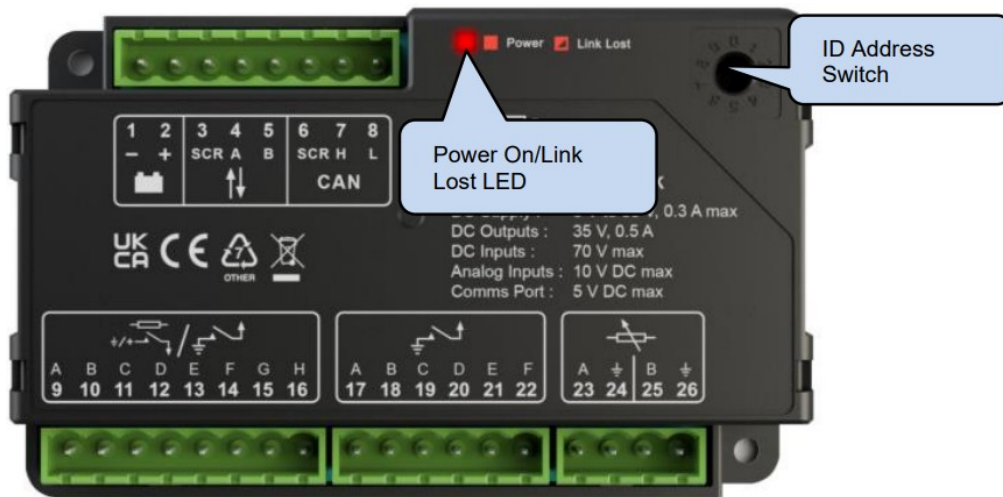 Power Link Lost
ID Address
Switch
Power On/Link
Lost LED
1 2 3 4 5 6 7 8
− + SCR A B SCR H L
CAN
, 0.3 A max
DC Outputs : 35 V, 0.5 A
DC Inputs : 70 V max
Analog Inputs : 10 V DC max
Comms Port : 5 V DC max
UK
CA CE 7
OTHER
+/+ /
A B C D E F G H
9 10 11 12 13 14 15 16
A B C D E F
17 18 19 20 21 22
A B
23 24 25 26